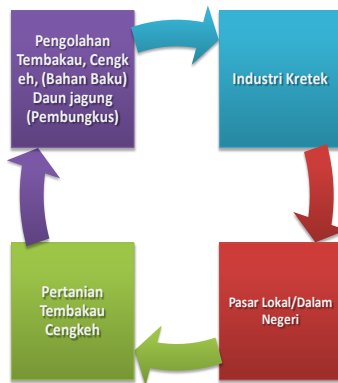 Pengolahan
Tembakau, Cengk
eh, (Bahan Baku)
Daun jagung
(Pembungkus)
Industri Kretek
Pasar Lokal/Dalam
Negeri
Pertanian
Tembakau
Cengkeh